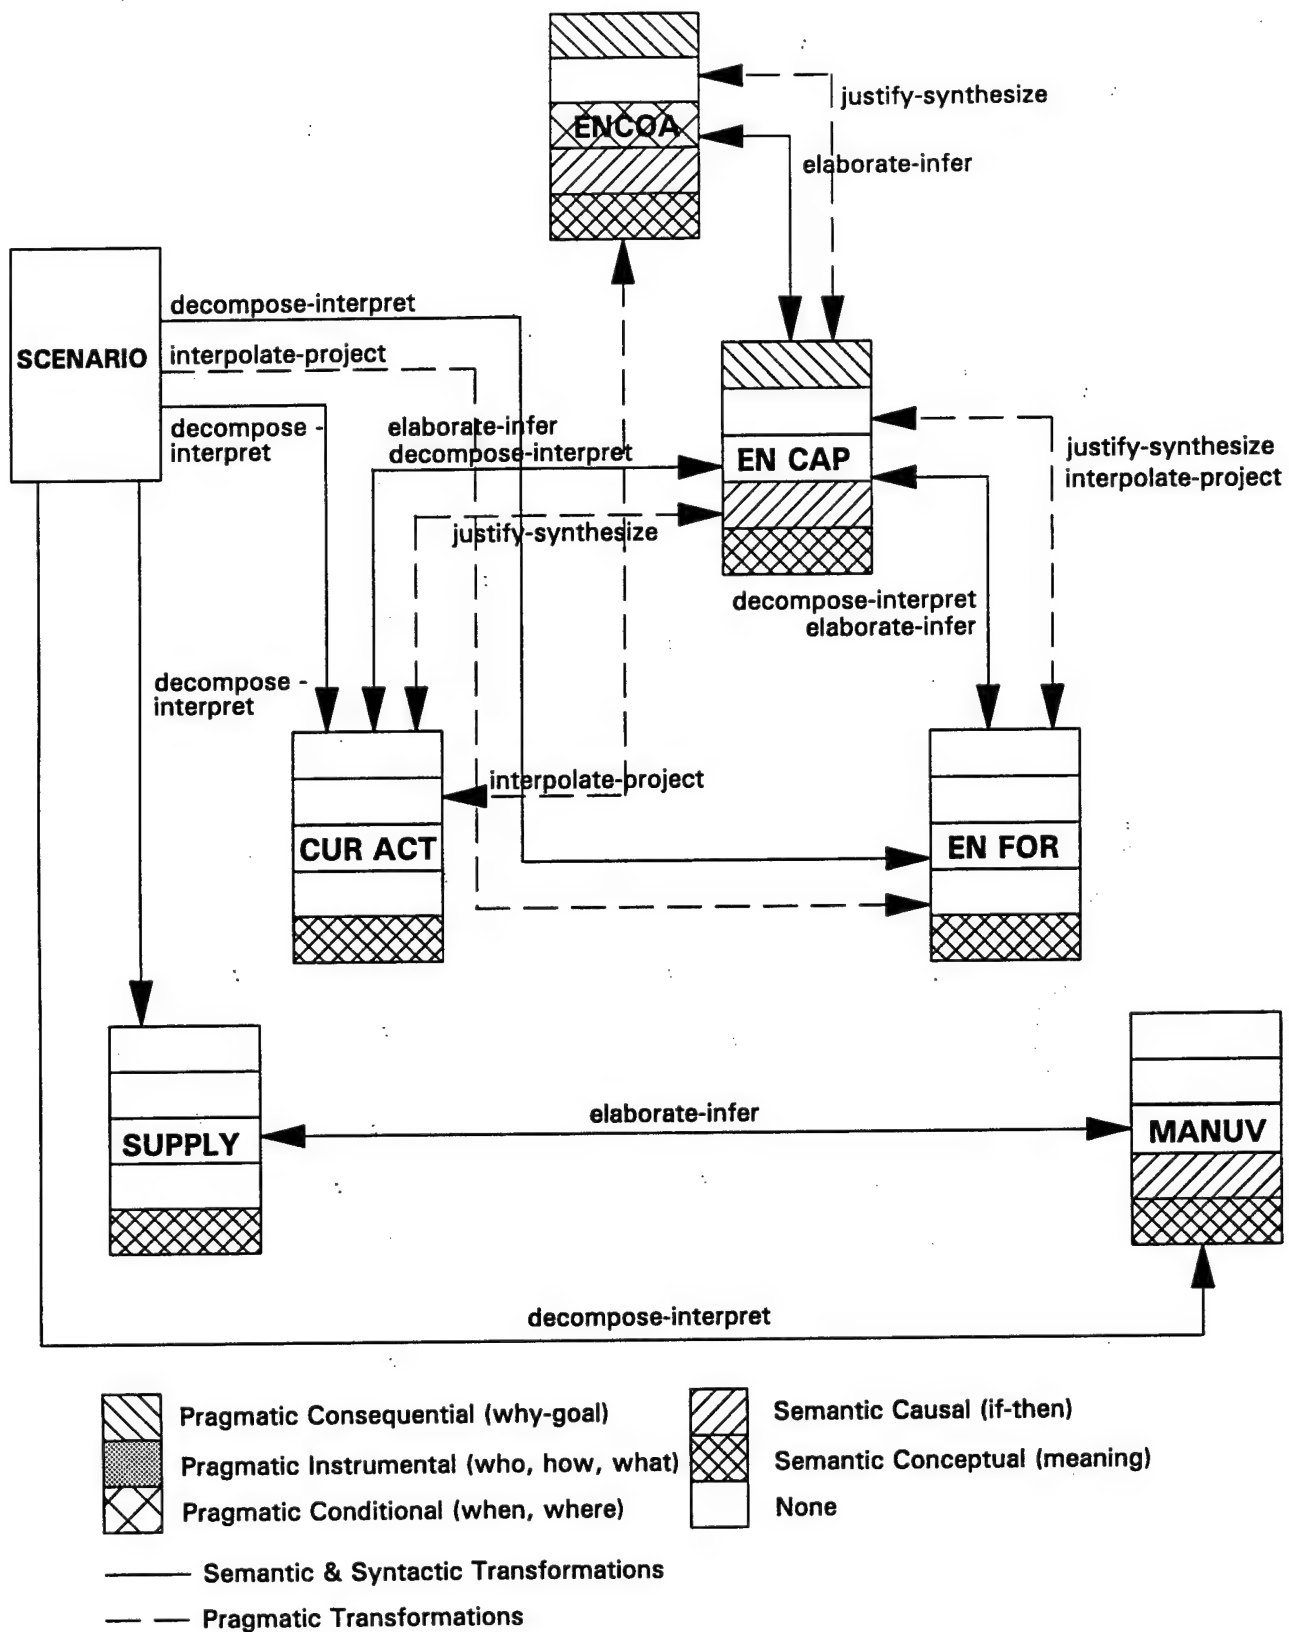 justify-synthesize
ENCOA
elaborate-infer
decompose-interpret
SCENARIO
interpolate-project
decompose -
interpret
elaborate-infer
decompose-interpret
EN CAP
justify-synthesize
interpolate-project
justify-synthesize
decompose-interpret
elaborate-infer
decompose -
interpret
interpolate-project
CUR ACT
EN FOR
elaborate-infer
SUPPLY
MANUV
decompose-interpret
Pragmatic Consequential (why-goal)
Semantic Causal (if-then)
Pragmatic Instrumental (who, how, what)
Semantic Conceptual (meaning)
Pragmatic Conditional (when, where)
None
Semantic & Syntactic Transformations
Pragmatic Transformations